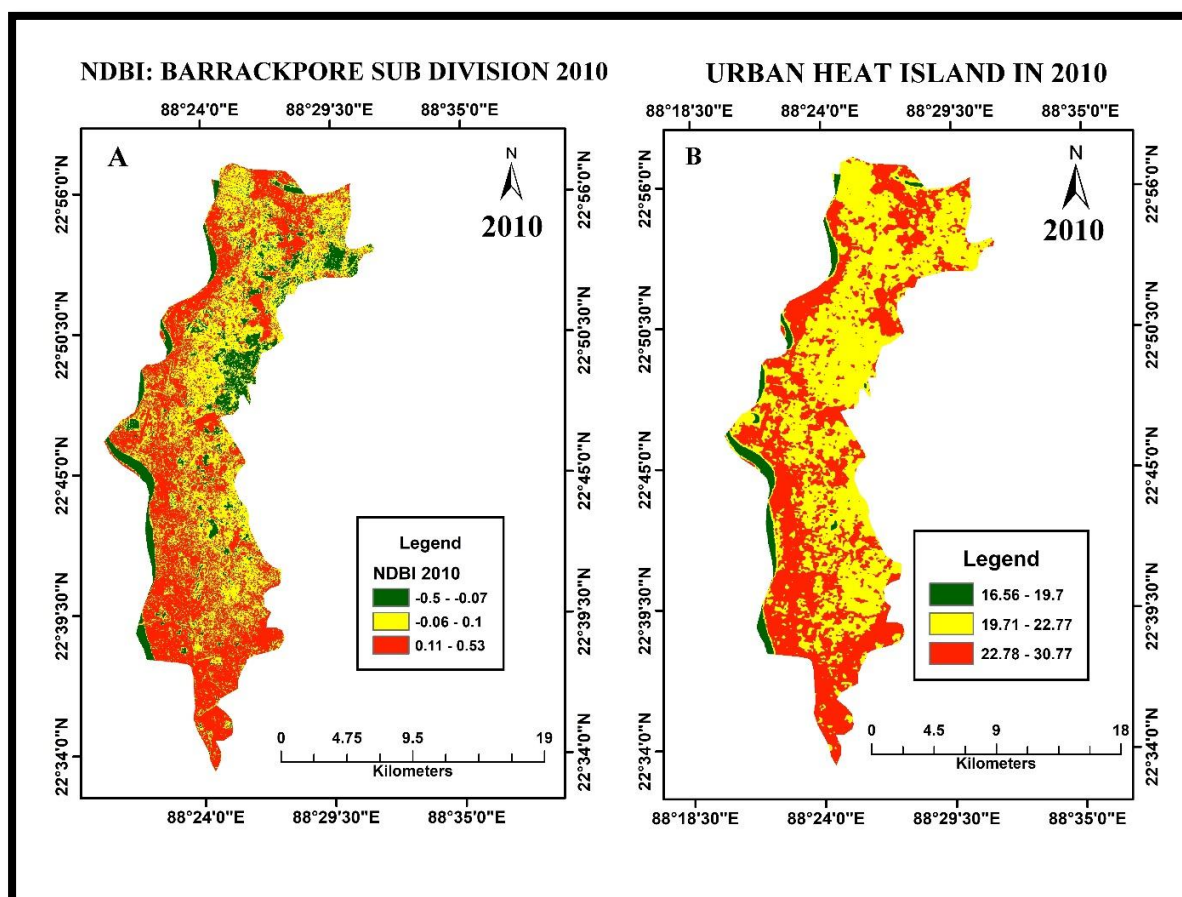 NDBI: BARRACKPORE SUB DIVISION 2010
88°24'0"E 88°29'30"E 88°35'0"E
A
N
2010
22°56'0"N
22°50'30"N
22°45'0"N
22°39'30"N
22°34'0"N
22°56'0"N
22°50'30"N
22°45'0"N
22°39'30"N
22°34'0"N
Legend
NDBI 2010
-0.5 - -0.07
-0.06 - 0.1
0.11 - 0.53
0 4.75 9.5 19
Kilometers
88°24'0"E 88°29'30"E 88°35'0"E
URBAN HEAT ISLAND IN 2010
88°18'30"E 88°24'0"E 88°29'30"E 88°35'0"E
B
N
2010
22°56'0"N
22°50'30"N
22°45'0"N
22°39'30"N
22°34'0"N
22°56'0"N
22°50'30"N
22°45'0"N
22°39'30"N
22°34'0"N
Legend
16.56 - 19.7
19.71 - 22.77
22.78 - 30.77
0 4.5 9 18
Kilometers
88°18'30"E 88°24'0"E 88°29'30"E 88°35'0"E